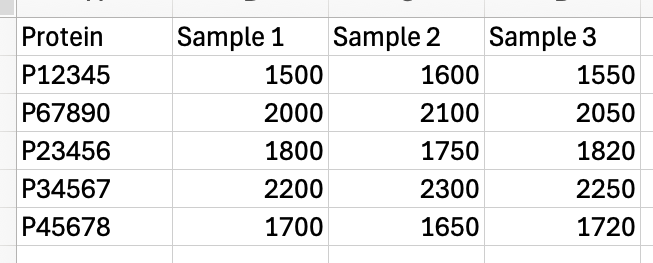 Protein Sample 1 Sample 2 Sample 3
P12345 1500 1600 1550
P67890 2000 2100 2050
P23456 1800 1750 1820
P34567 2200 2300 2250
P45678 1700 1650 1720